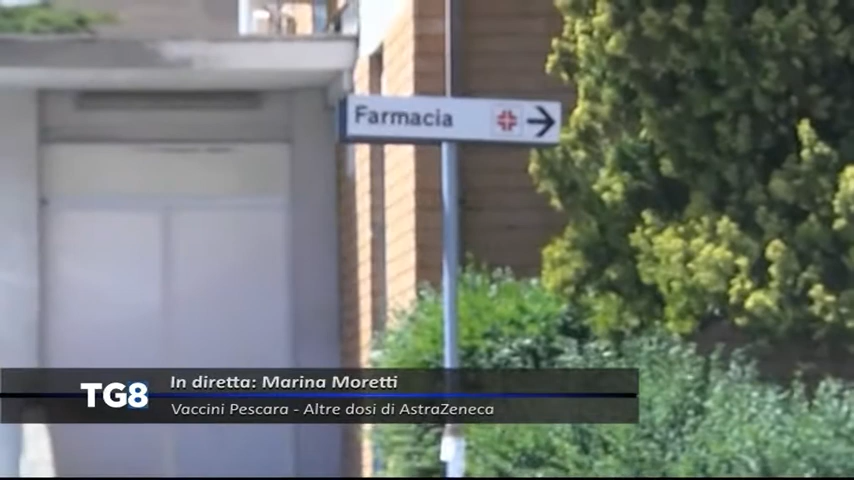 Farmacia
TG8
In diretta: Marina Moretti
Vaccini Pescara - Altre dosi di AstraZeneca